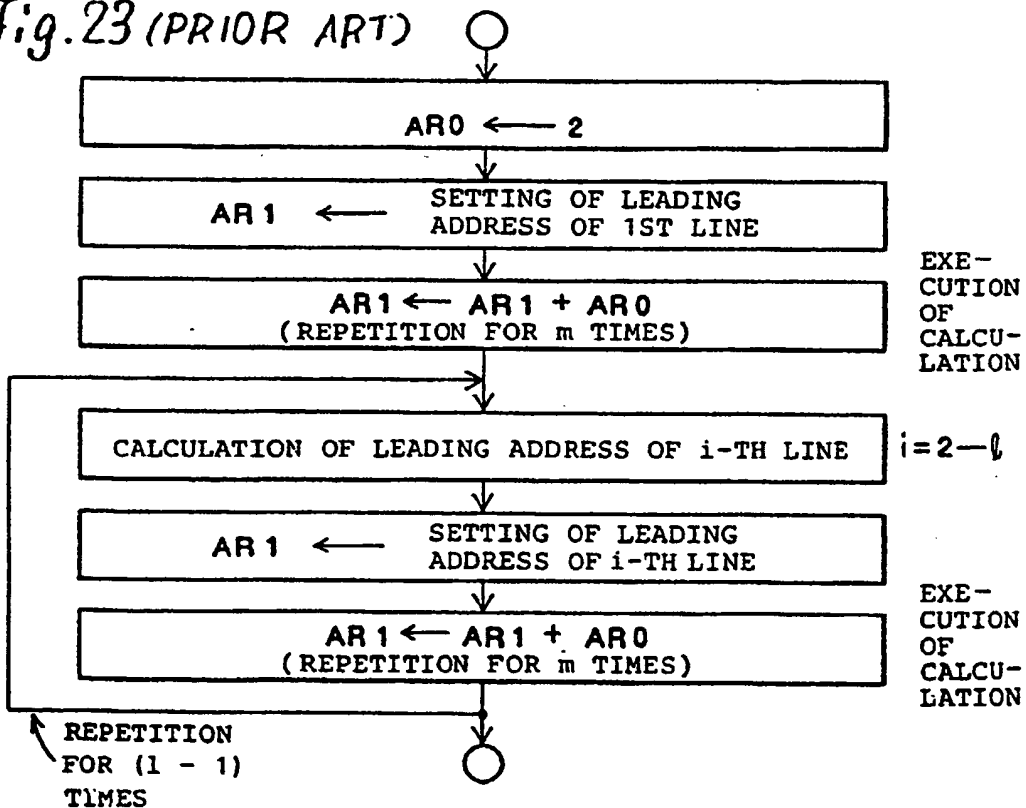 Fig.23 (PRIOR ART)
AR0 ← 2
AR1 ← SETTING OF LEADING
ADDRESS OF 1ST LINE
AR1 ← AR1 + AR0
(REPETITION FOR m TIMES)
EXE-
CUTION
OF
CALCU-
LATION
CALCULATION OF LEADING ADDRESS OF i-TH LINE
i=2—ℓ
AR1 ← SETTING OF LEADING
ADDRESS OF i-TH LINE
AR1 ← AR1 + AR0
(REPETITION FOR m TIMES)
EXE-
CUTION
OF
CALCU-
LATION
REPETITION
FOR (l - 1)
TIMES